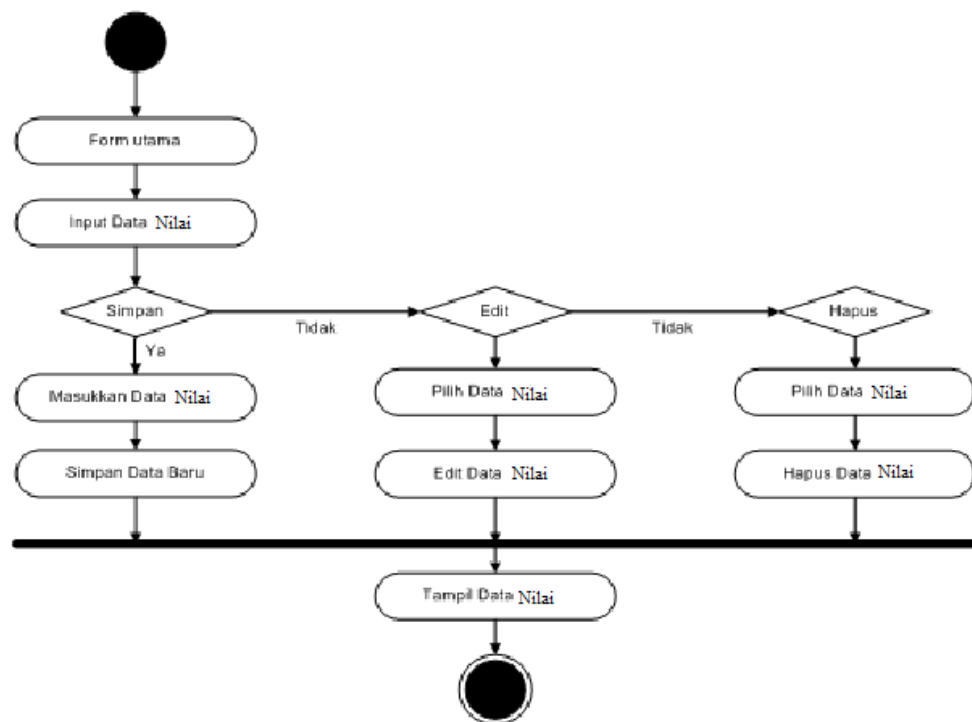 Form utama
Input Data Nilai
Simpan
Tidak
Edit
Tidak
Hapus
Ya
Masukkan Data Nilai
Pilih Data Nilai
Pilih Data Nilai
Simpan Data Baru
Edit Data Nilai
Hapus Data Nilai
Tampil Data Nilai